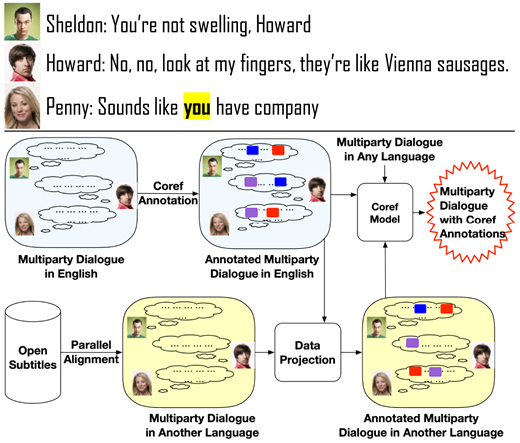 Sheldon: You're not swelling, Howard
Howard: No, no, look at my fingers, they're like Vienna sausages.
Penny: Sounds like you have company
Multiparty Dialogue
in Any Language
Coref
Annotation
Coref
Model
Multiparty
Dialogue
with Coref
Annotations
Multiparty Dialogue
in English
Annotated Multiparty
Dialogue in English
Open
Subtitles
Parallel
Alignment
Data
Projection
Multiparty Dialogue
in Another Language
Annotated Multiparty
Dialogue in Another Language